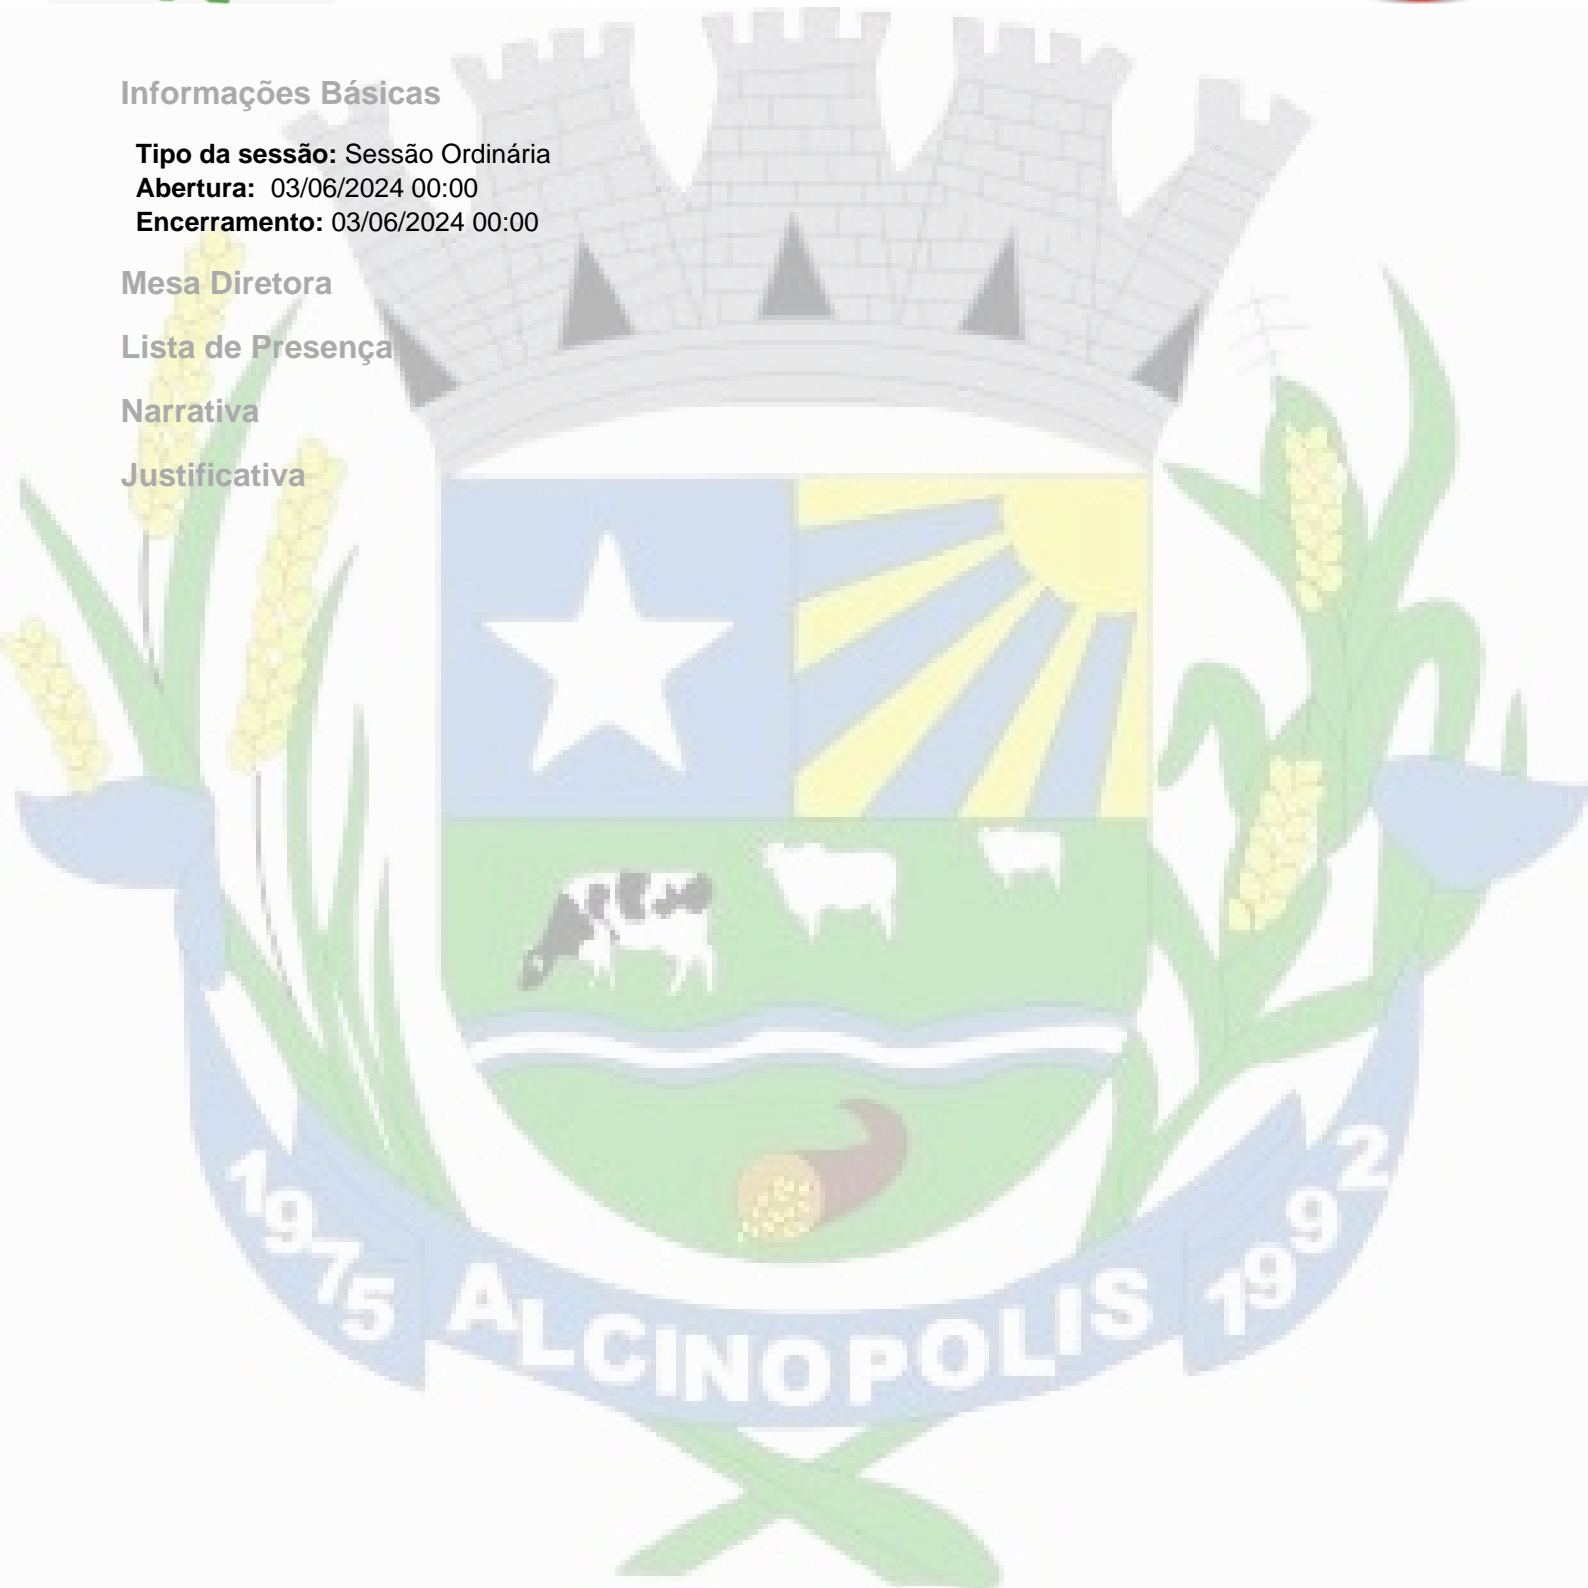 Informações Básicas
Tipo da sessão: Sessão Ordinária
Abertura: 03/06/2024 00:00
Encerramento: 03/06/2024 00:00
Mesa Diretora
Lista de Presença
Narrativa
Justificativa
1975 ALCINOPOLIS 1992